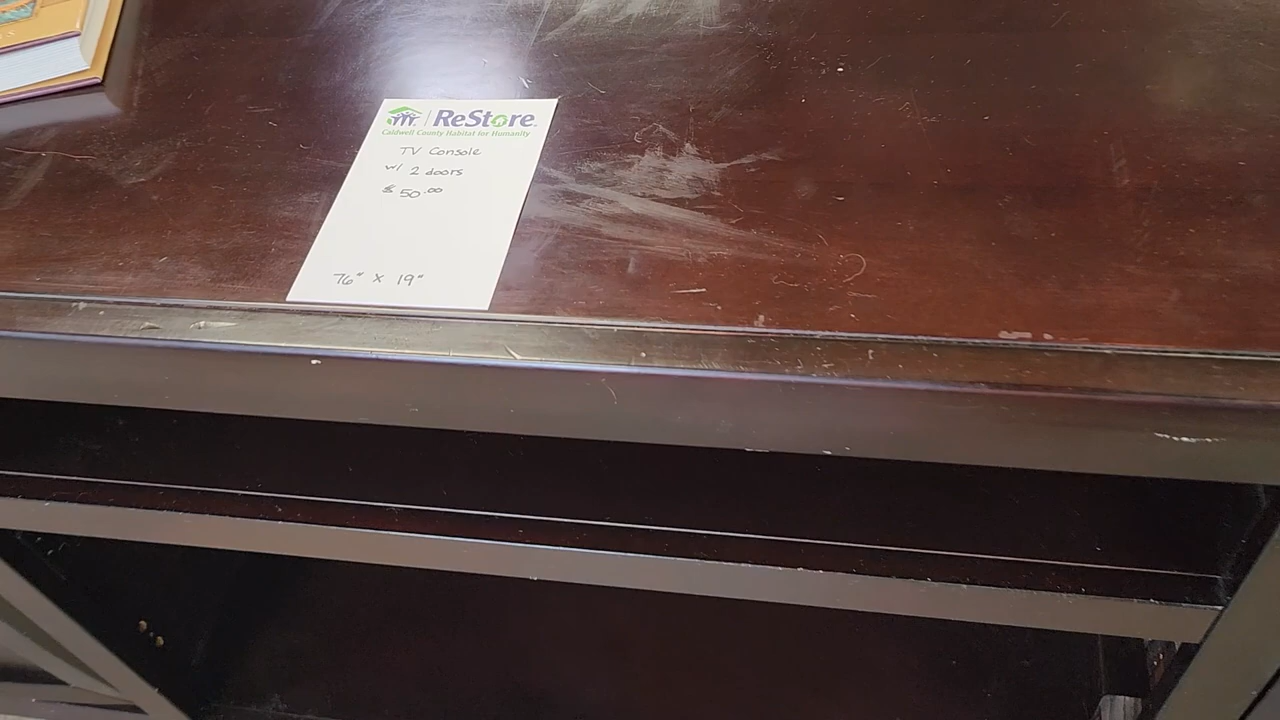 ReStore
Caldwell County Habitat for Humanity
TV Console
w/ 2 doors
$50.00
76" x 19"